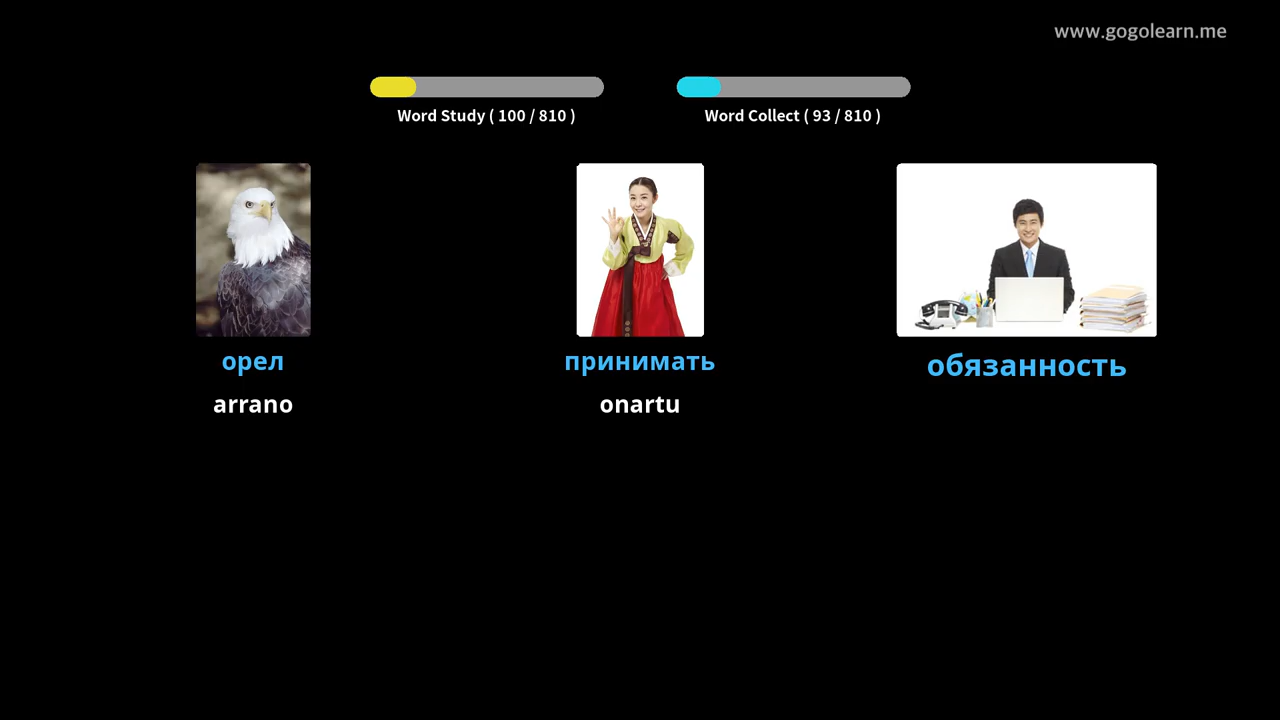 www.gogolearn.me
Word Study ( 100 / 810 )
Word Collect ( 93 / 810 )
орел
принимать
обязанность
arrano
onartu